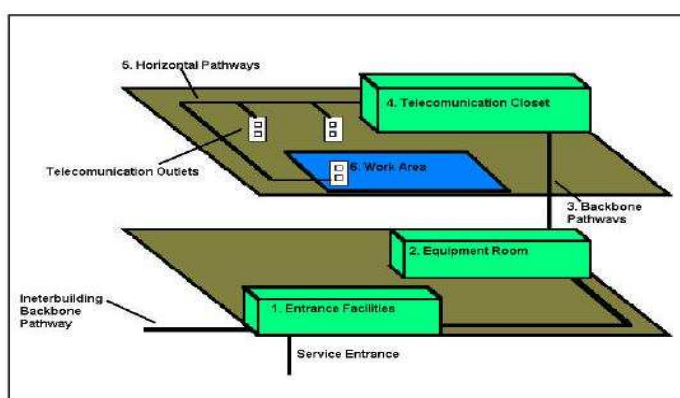 5. Horizontal Pathways
4. Telecomunication Closet
Telecomunication Outlets
6. Work Area
3. Backbone
Pathways
2. Equipment Room
Ineterbuilding
Backbone
Pathway
1. Entrance Facilities
Service Entrance